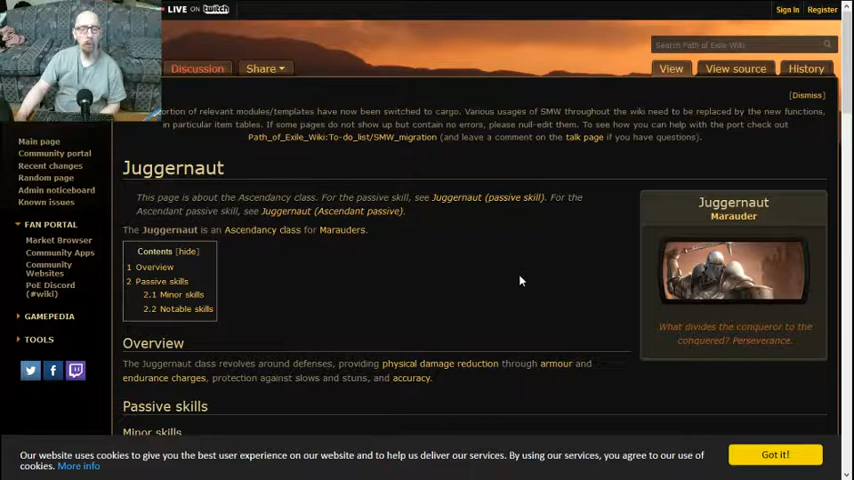 LIVE ON twitch
Sign In Register
Search Path of Exile Wiki
Discussion Share View View source History
[Dismiss]
ortion of relevant modules/templates have now been switched to cargo. Various usages of SMW throughout the wiki need to be replaced by the new functions,
in particular item tables. If some pages do not show up but contain no errors, please null-edit them. To see how you can help with the port check out
Path_of_Exile_Wiki:To-do_list/SMW_migration (and leave a comment on the talk page if you have questions).
Main page
Community portal
Recent changes
Random page
Admin noticeboard
Known issues
FAN PORTAL
Market Browser
Community Apps
Community
Websites
PoE Discord
(#wiki)
GAMEPEDIA
TOOLS
Juggernaut
This page is about the Ascendancy class. For the passive skill, see Juggernaut (passive skill). For the
Ascendant passive skill, see Juggernaut (Ascendant passive).
The Juggernaut is an Ascendancy class for Marauders.
Contents [hide]
1 Overview
2 Passive skills
2.1 Minor skills
2.2 Notable skills
Juggernaut
Marauder
What divides the conqueror to the
conquered? Perseverance.
Overview
The Juggernaut class revolves around defenses, providing physical damage reduction through armour and
endurance charges, protection against slows and stuns, and accuracy.
Passive skills
Minor skills
Our website uses cookies to give you the best user experience on our website and to help us deliver our services. By using our services, you agree to our use of
cookies. More info
Got it!